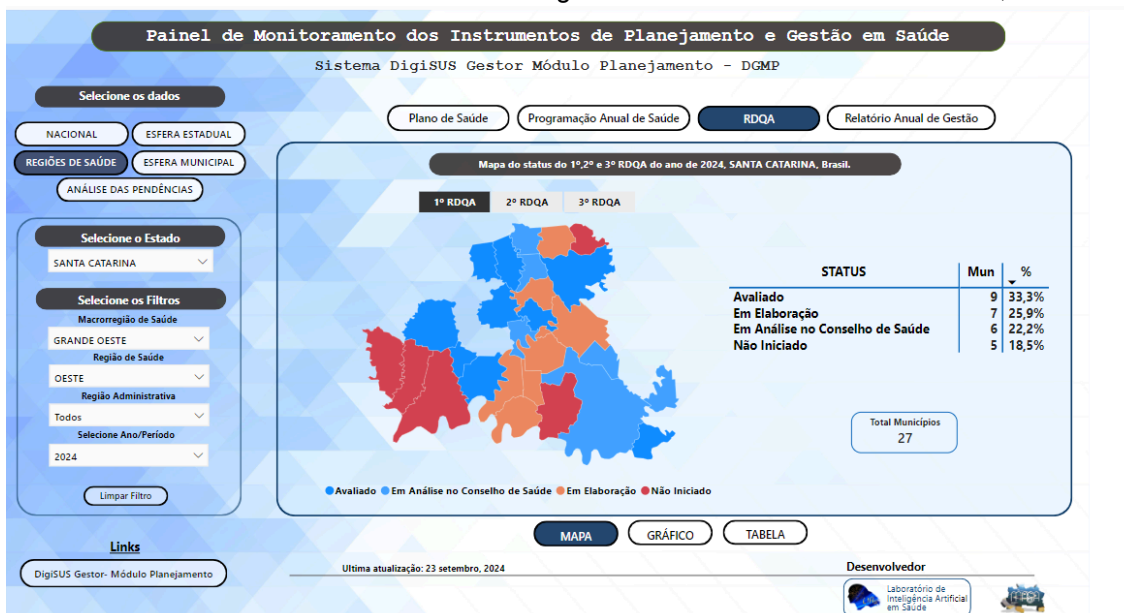 Painel de Monitoramento dos Instrumentos de Planejamento e Gestão em Saúde
Sistema DigiSUS Gestor Módulo Planejamento - DGMP
Selecione os dados
NACIONAL
ESFERA ESTADUAL
REGIÕES DE SAÚDE
ESFERA MUNICIPAL
ANÁLISE DAS PENDÊNCIAS
Plano de Saúde
Programação Anual de Saúde
RDQA
Relatório Anual de Gestão
Mapa do status do 1º,2º e 3º RDQA do ano de 2024, SANTA CATARINA, Brasil.
1º RDQA
2º RDQA
3º RDQA
Selecione o Estado
SANTA CATARINA
Selecione os Filtros
Macrorregião de Saúde
GRANDE OESTE
Região de Saúde
OESTE
Região Administrativa
Todos
Selecione Ano/Período
2024
Limpar Filtro
STATUS Mun %
Avaliado 9 33,3%
Em Elaboração 7 25,9%
Em Análise no Conselho de Saúde 6 22,2%
Não Iniciado 5 18,5%
Total Municípios
27
Avaliado Em Análise no Conselho de Saúde Em Elaboração Não Iniciado
MAPA
GRÁFICO
TABELA
Links
DigiSUS Gestor- Módulo Planejamento
Ultima atualização: 23 setembro, 2024
Desenvolvedor
Laboratório de
Inteligência Artificial
em Saúde